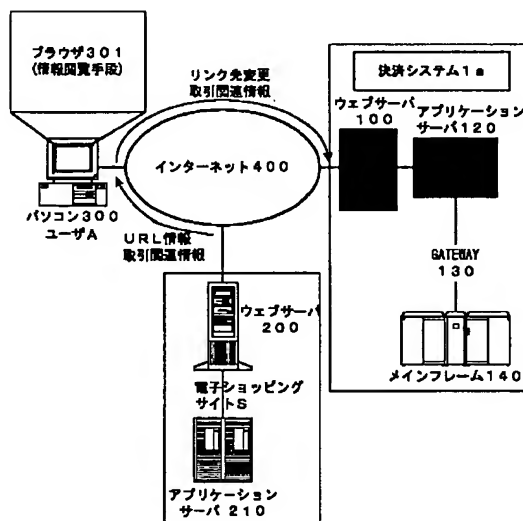 ブラウザ301
(情報閲覧手段)
パソコン300
ユーザA
リンク先変更
取引関連情報
インターネット400
URL情報
取引関連情報
決済システム1a
ウェブサーバ
100
アプリケーション
サーバ120
GATEWAY
130
メインフレーム140
ウェブサーバ
200
電子ショッピング
サイトS
アプリケーション
サーバ 210